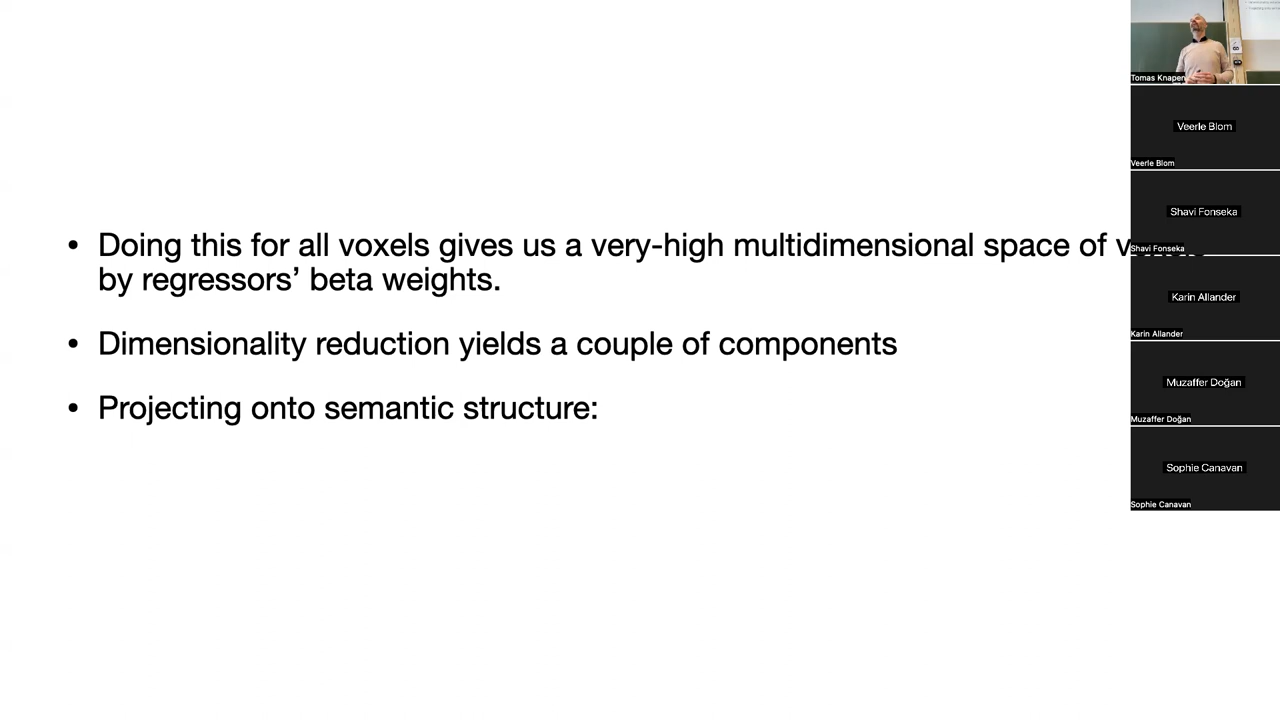 Doing this for all voxels gives us a very-high multidimensional space of
by regressors’ beta weights.
Dimensionality reduction yields a couple of components
Projecting onto semantic structure:
Tomas Knapen
Veerle Blom
Veerle Blom
Shavi Fonseka
Shavi Fonseka
Karin Allander
Karin Allander
Muzaffer Doğan
Muzaffer Doğan
Sophie Canavan
Sophie Canavan